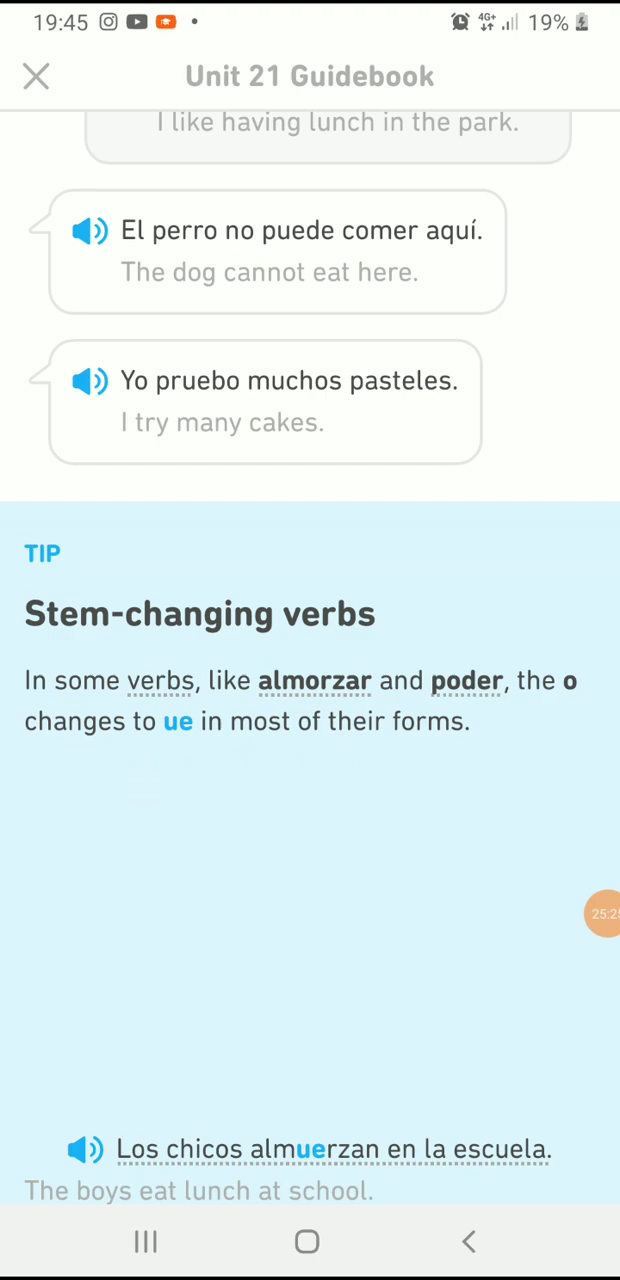 19:45
4G+
19%
Unit 21 Guidebook
I like having lunch in the park.
El perro no puede comer aquí.
The dog cannot eat here.
Yo pruebo muchos pasteles.
I try many cakes.
TIP
Stem-changing verbs
In some verbs, like almorzar and poder, the o
changes to ue in most of their forms.
25:25
Los chicos almuerzan en la escuela.
The boys eat lunch at school.